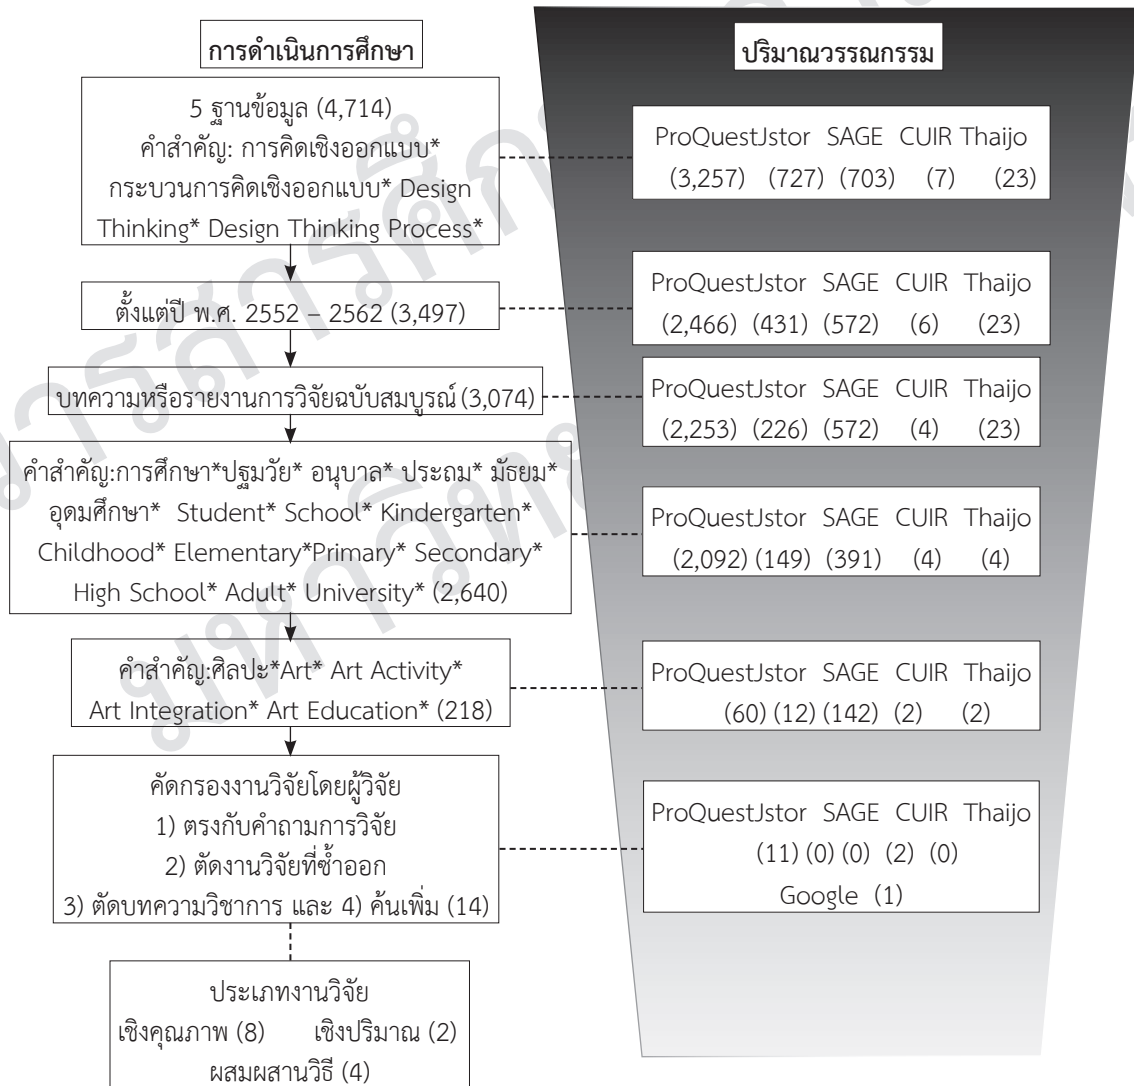 การดำเนินการศึกษา
5 ฐานข้อมูล (4,714)
คำสำคัญ: การคิดเชิงออกแบบ*
กระบวนการคิดเชิงออกแบบ* Design
Thinking* Design Thinking Process*
ตั้งแต่ปี พ.ศ. 2552 – 2562 (3,497)
บทความหรือรายงานการวิจัยฉบับสมบูรณ์ (3,074)
คำสำคัญ:การศึกษา*ปฐมวัย* อนุบาล* ประถม* มัธยม*
อุดมศึกษา* Student* School* Kindergarten*
Childhood* Elementary*Primary* Secondary*
High School* Adult* University* (2,640)
คำสำคัญ:ศิลปะ*Art* Art Activity*
Art Integration* Art Education* (218)
คัดกรองงานวิจัยโดยผู้วิจัย
1) ตรงกับคำถามการวิจัย
2) ตัดงานวิจัยที่ซ้ำออก
3) ตัดบทความวิชาการ และ 4) ค้นเพิ่ม (14)
ประเภทงานวิจัย
เชิงคุณภาพ (8) เชิงปริมาณ (2)
ผสมผสานวิธี (4)
ปริมาณวรรณกรรม
ProQuestJstor SAGE CUIR Thaijo
(3,257) (727) (703) (7) (23)
ProQuestJstor SAGE CUIR Thaijo
(2,466) (431) (572) (6) (23)
ProQuestJstor SAGE CUIR Thaijo
(2,253) (226) (572) (4) (23)
ProQuestJstor SAGE CUIR Thaijo
(2,092) (149) (391) (4) (4)
ProQuestJstor SAGE CUIR Thaijo
(60) (12) (142) (2) (2)
ProQuestJstor SAGE CUIR Thaijo
(11) (0) (0) (2) (0)
Google (1)